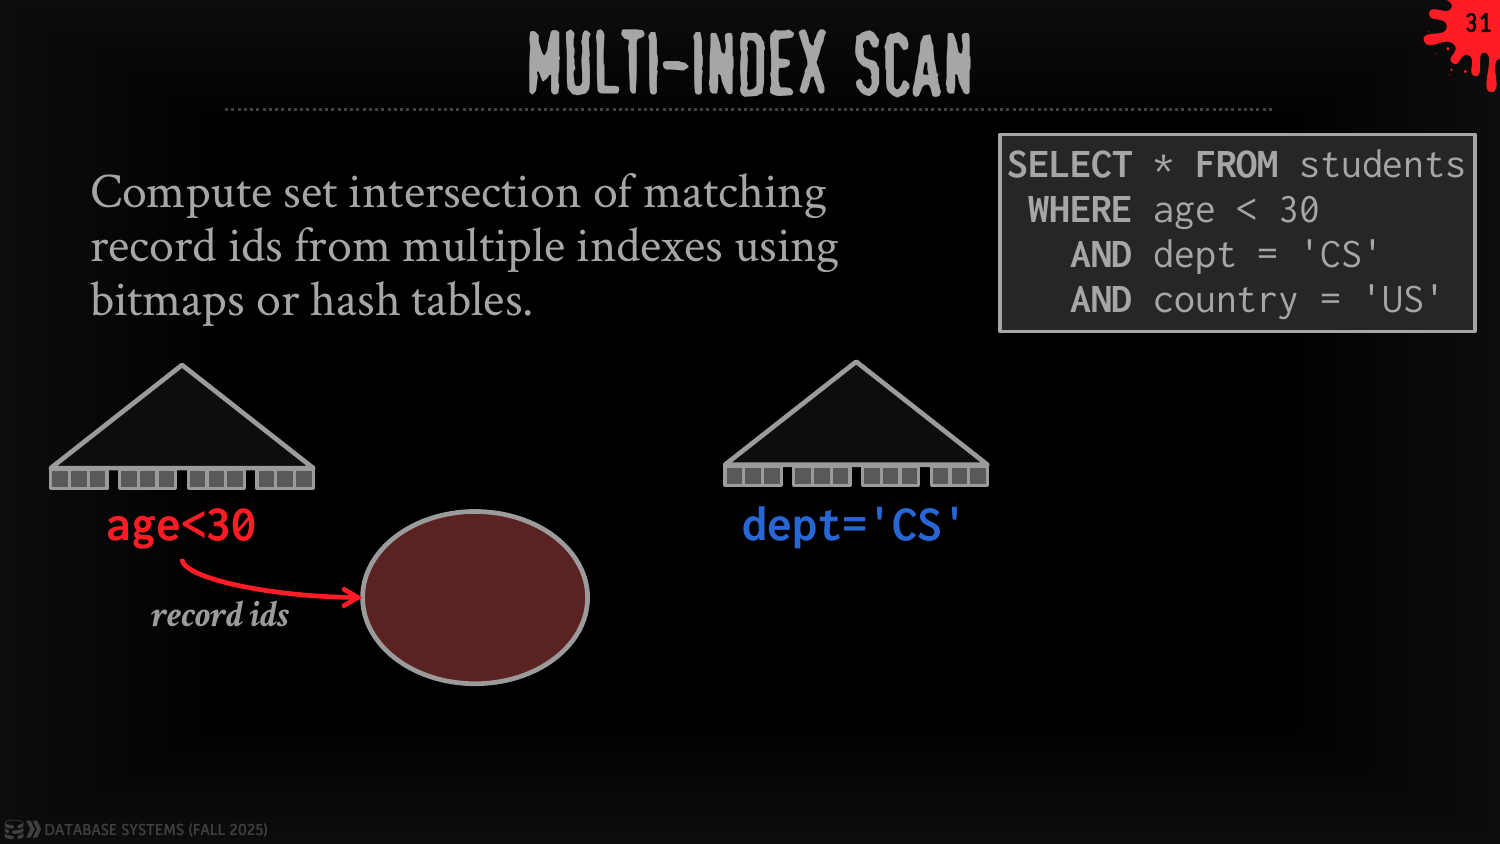 MULTI-INDEX SCAN
31
Compute set intersection of matching
record ids from multiple indexes using
bitmaps or hash tables.
SELECT * FROM students
WHERE age < 30
AND dept = 'CS'
AND country = 'US'
age<30
dept='CS'
record ids
DATABASE SYSTEMS (FALL 2025)